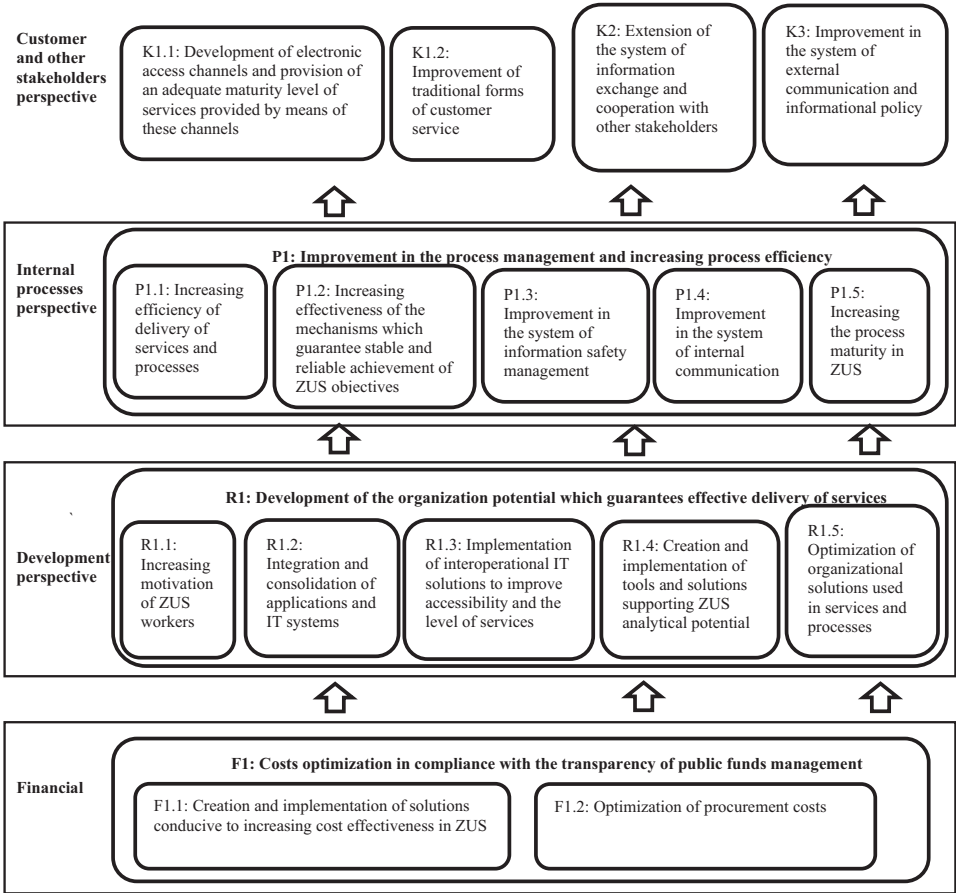 Customer
and other
stakeholders
perspective
K1.1: Development of electronic
access channels and provision of
an adequate maturity level of
services provided by means of
these channels
K1.2:
Improvement of
traditional forms
of customer
service
K2: Extension of
the system of
information
exchange and
cooperation with
other stakeholders
K3: Improvement in
the system of
external
communication and
informational policy
Internal
processes
perspective
P1: Improvement in the process management and increasing process efficiency
P1.1: Increasing
efficiency of
delivery of
services and
processes
P1.2: Increasing
effectiveness of the
mechanisms which
guarantee stable and
reliable achievement of
ZUS objectives
P1.3:
Improvement in
the system of
information safety
management
P1.4:
Improvement
in the system
of internal
communication
P1.5:
Increasing
the process
maturity in
ZUS
Development
perspective
R1: Development of the organization potential which guarantees effective delivery of services
R1.1:
Increasing
motivation
of ZUS
workers
R1.2:
Integration and
consolidation of
applications and
IT systems
R1.3: Implementation
of interoperational IT
solutions to improve
accessibility and the
level of services
R1.4: Creation and
implementation of
tools and solutions
supporting ZUS
analytical potential
R1.5:
Optimization of
organizational
solutions used
in services and
processes
Financial
F1: Costs optimization in compliance with the transparency of public funds management
F1.1: Creation and implementation of solutions
conducive to increasing cost effectiveness in ZUS
F1.2: Optimization of procurement costs